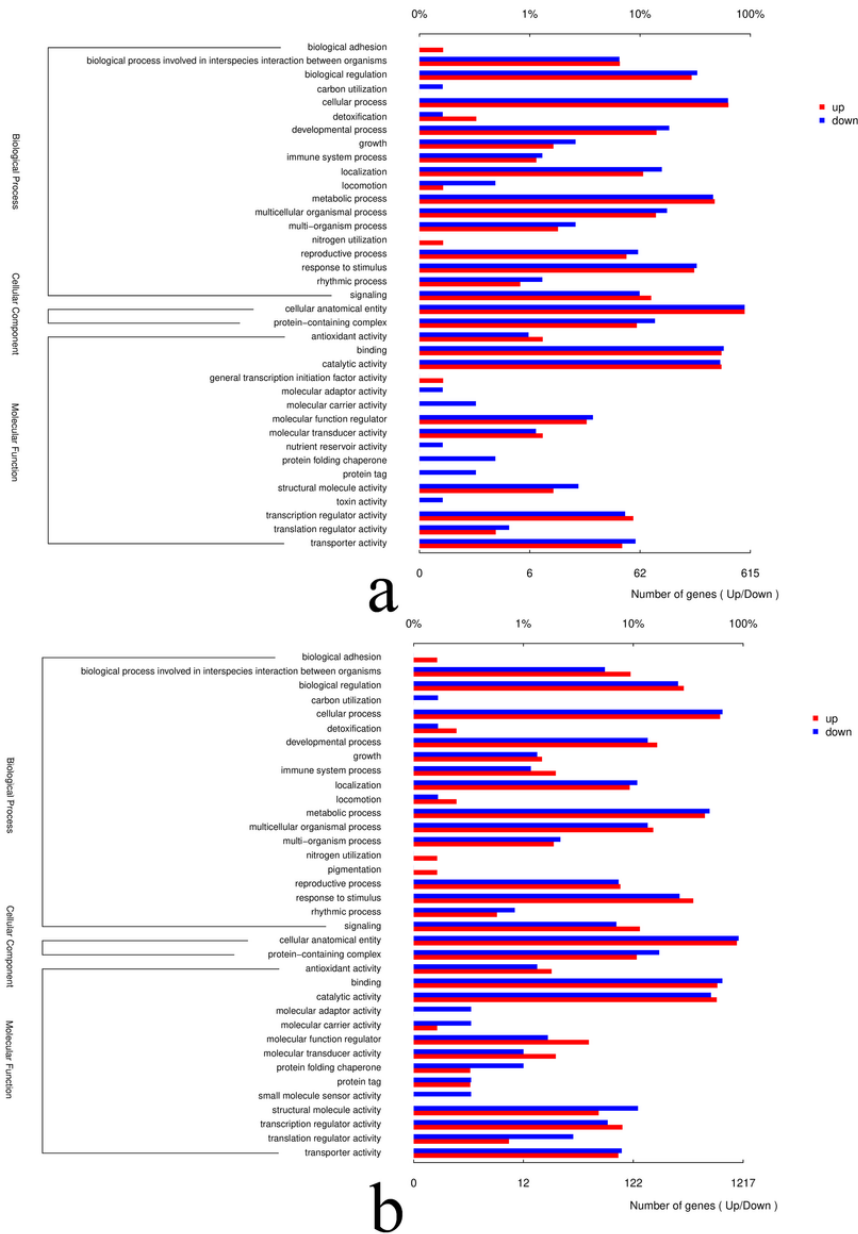 0% 1% 10% 100%
biological adhesion
biological process involved in interspecies interaction between organisms
biological regulation
carbon utilization
cellular process
detoxification
developmental process
growth
immune system process
localization
locomotion
metabolic process
multicellular organismal process
multi−organism process
nitrogen utilization
reproductive process
response to stimulus
rhythmic process
signaling
cellular anatomical entity
protein−containing complex
antioxidant activity
binding
catalytic activity
general transcription initiation factor activity
molecular adaptor activity
molecular carrier activity
molecular function regulator
molecular transducer activity
nutrient reservoir activity
protein folding chaperone
protein tag
structural molecule activity
toxin activity
transcription regulator activity
translation regulator activity
transporter activity
Biological Process
Cellular Component
Molecular Function
up
down
0 6 62 615
Number of genes ( Up/Down )
a
0% 1% 10% 100%
biological adhesion
biological process involved in interspecies interaction between organisms
biological regulation
carbon utilization
cellular process
detoxification
developmental process
growth
immune system process
localization
locomotion
metabolic process
multicellular organismal process
multi−organism process
nitrogen utilization
pigmentation
reproductive process
response to stimulus
rhythmic process
signaling
cellular anatomical entity
protein−containing complex
antioxidant activity
binding
catalytic activity
molecular adaptor activity
molecular carrier activity
molecular function regulator
molecular transducer activity
protein folding chaperone
protein tag
small molecule sensor activity
structural molecule activity
transcription regulator activity
translation regulator activity
transporter activity
Biological Process
Cellular Component
Molecular Function
up
down
0 12 122 1217
Number of genes ( Up/Down )
b